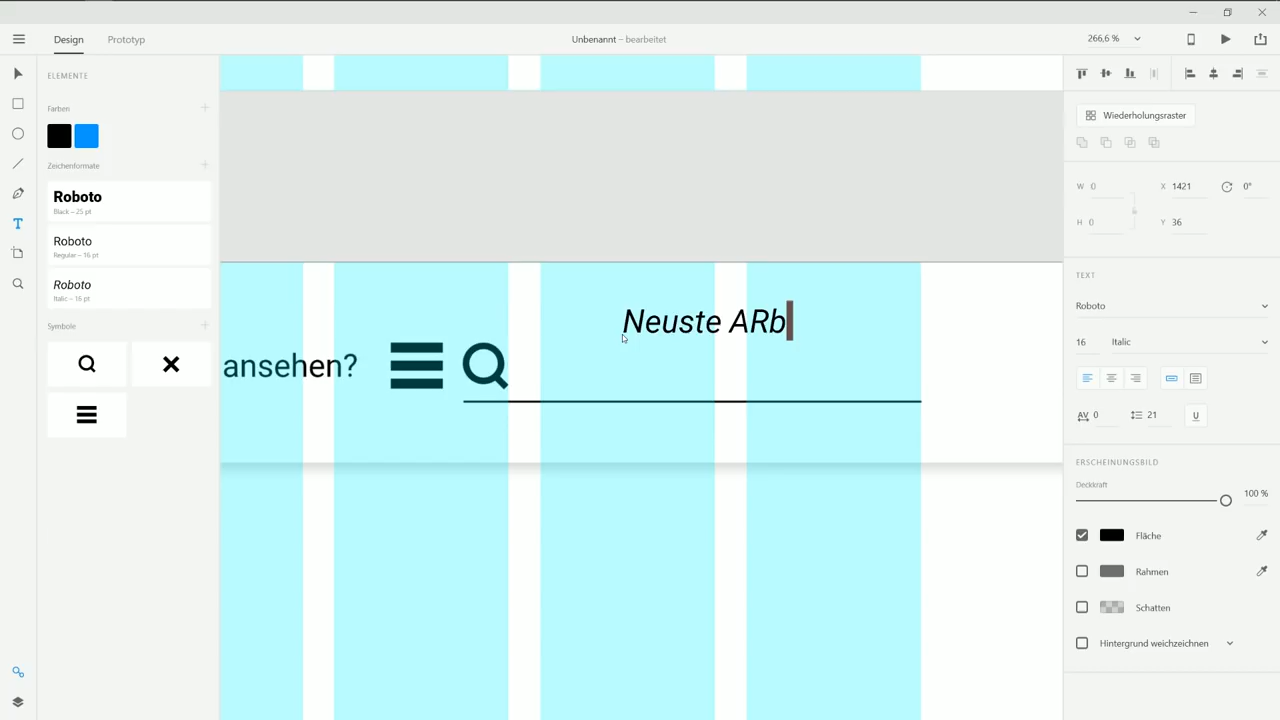 Design
Prototyp
Unbenannt – bearbeitet
266,6 %
ELEMENTE
Farben
Zeichenformate
Roboto
Black – 25 pt
Roboto
Regular – 16 pt
Roboto
Italic – 16 pt
Symbole
ansehen?
Neuste ARb
Wiederholungsraster
W 0
X 1421
0°
H 0
Y 36
TEXT
Roboto
16
Italic
AV 0
21
U
ERSCHEINUNGSBILD
Deckkraft
100 %
Fläche
Rahmen
Schatten
Hintergrund weichzeichnen